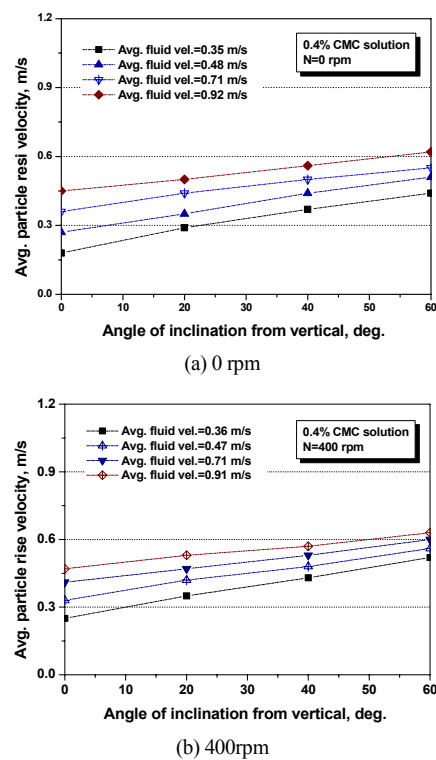 1.2
0.9
0.6
0.3
0.0
Avg. particle resi velocity, m/s
Avg. fluid vel.=0.35 m/s
Avg. fluid vel.=0.48 m/s
Avg. fluid vel.=0.71 m/s
Avg. fluid vel.=0.92 m/s
0.4% CMC solution
N=0 rpm
0 10 20 30 40 50 60
Angle of inclination from vertical, deg.
(a) 0 rpm
1.2
0.9
0.6
0.3
0.0
Avg. particle rise velocity, m/s
Avg. fluid vel.=0.36 m/s
Avg. fluid vel.=0.47 m/s
Avg. fluid vel.=0.71 m/s
Avg. fluid vel.=0.91 m/s
0.4% CMC solution
N=400 rpm
0 10 20 30 40 50 60
Angle of inclination from vertical, deg.
(b) 400rpm